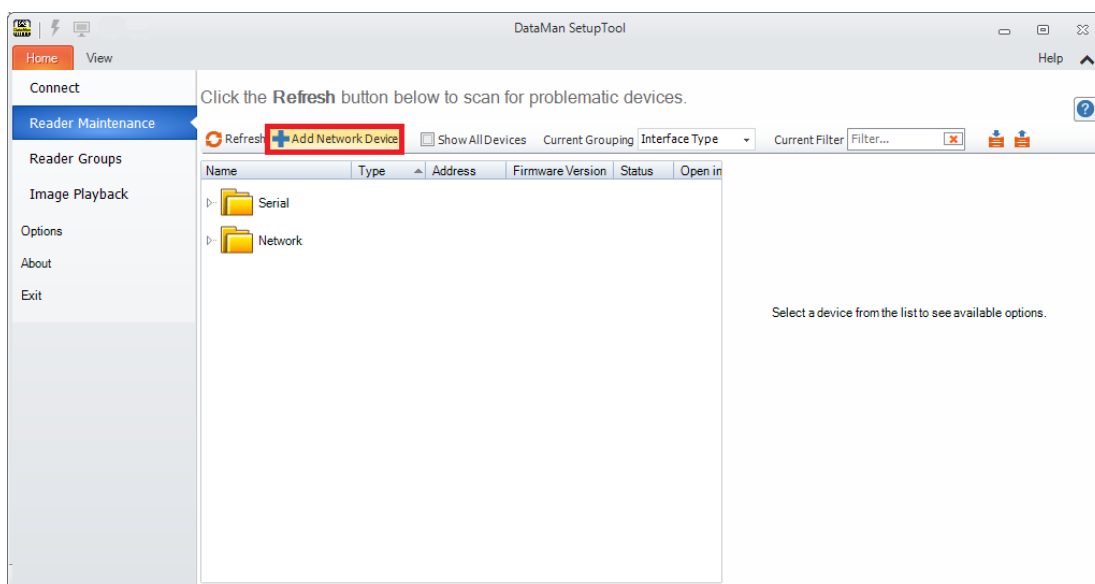 DataMan SetupTool
Home View Help
Connect
Click the Refresh button below to scan for problematic devices.
Reader Maintenance
Refresh Add Network Device Show All Devices Current Grouping Interface Type Current Filter Filter...
Reader Groups
Name Type Address Firmware Version Status Open in
Image Playback
Serial
Options
Network
About
Exit
Select a device from the list to see available options.